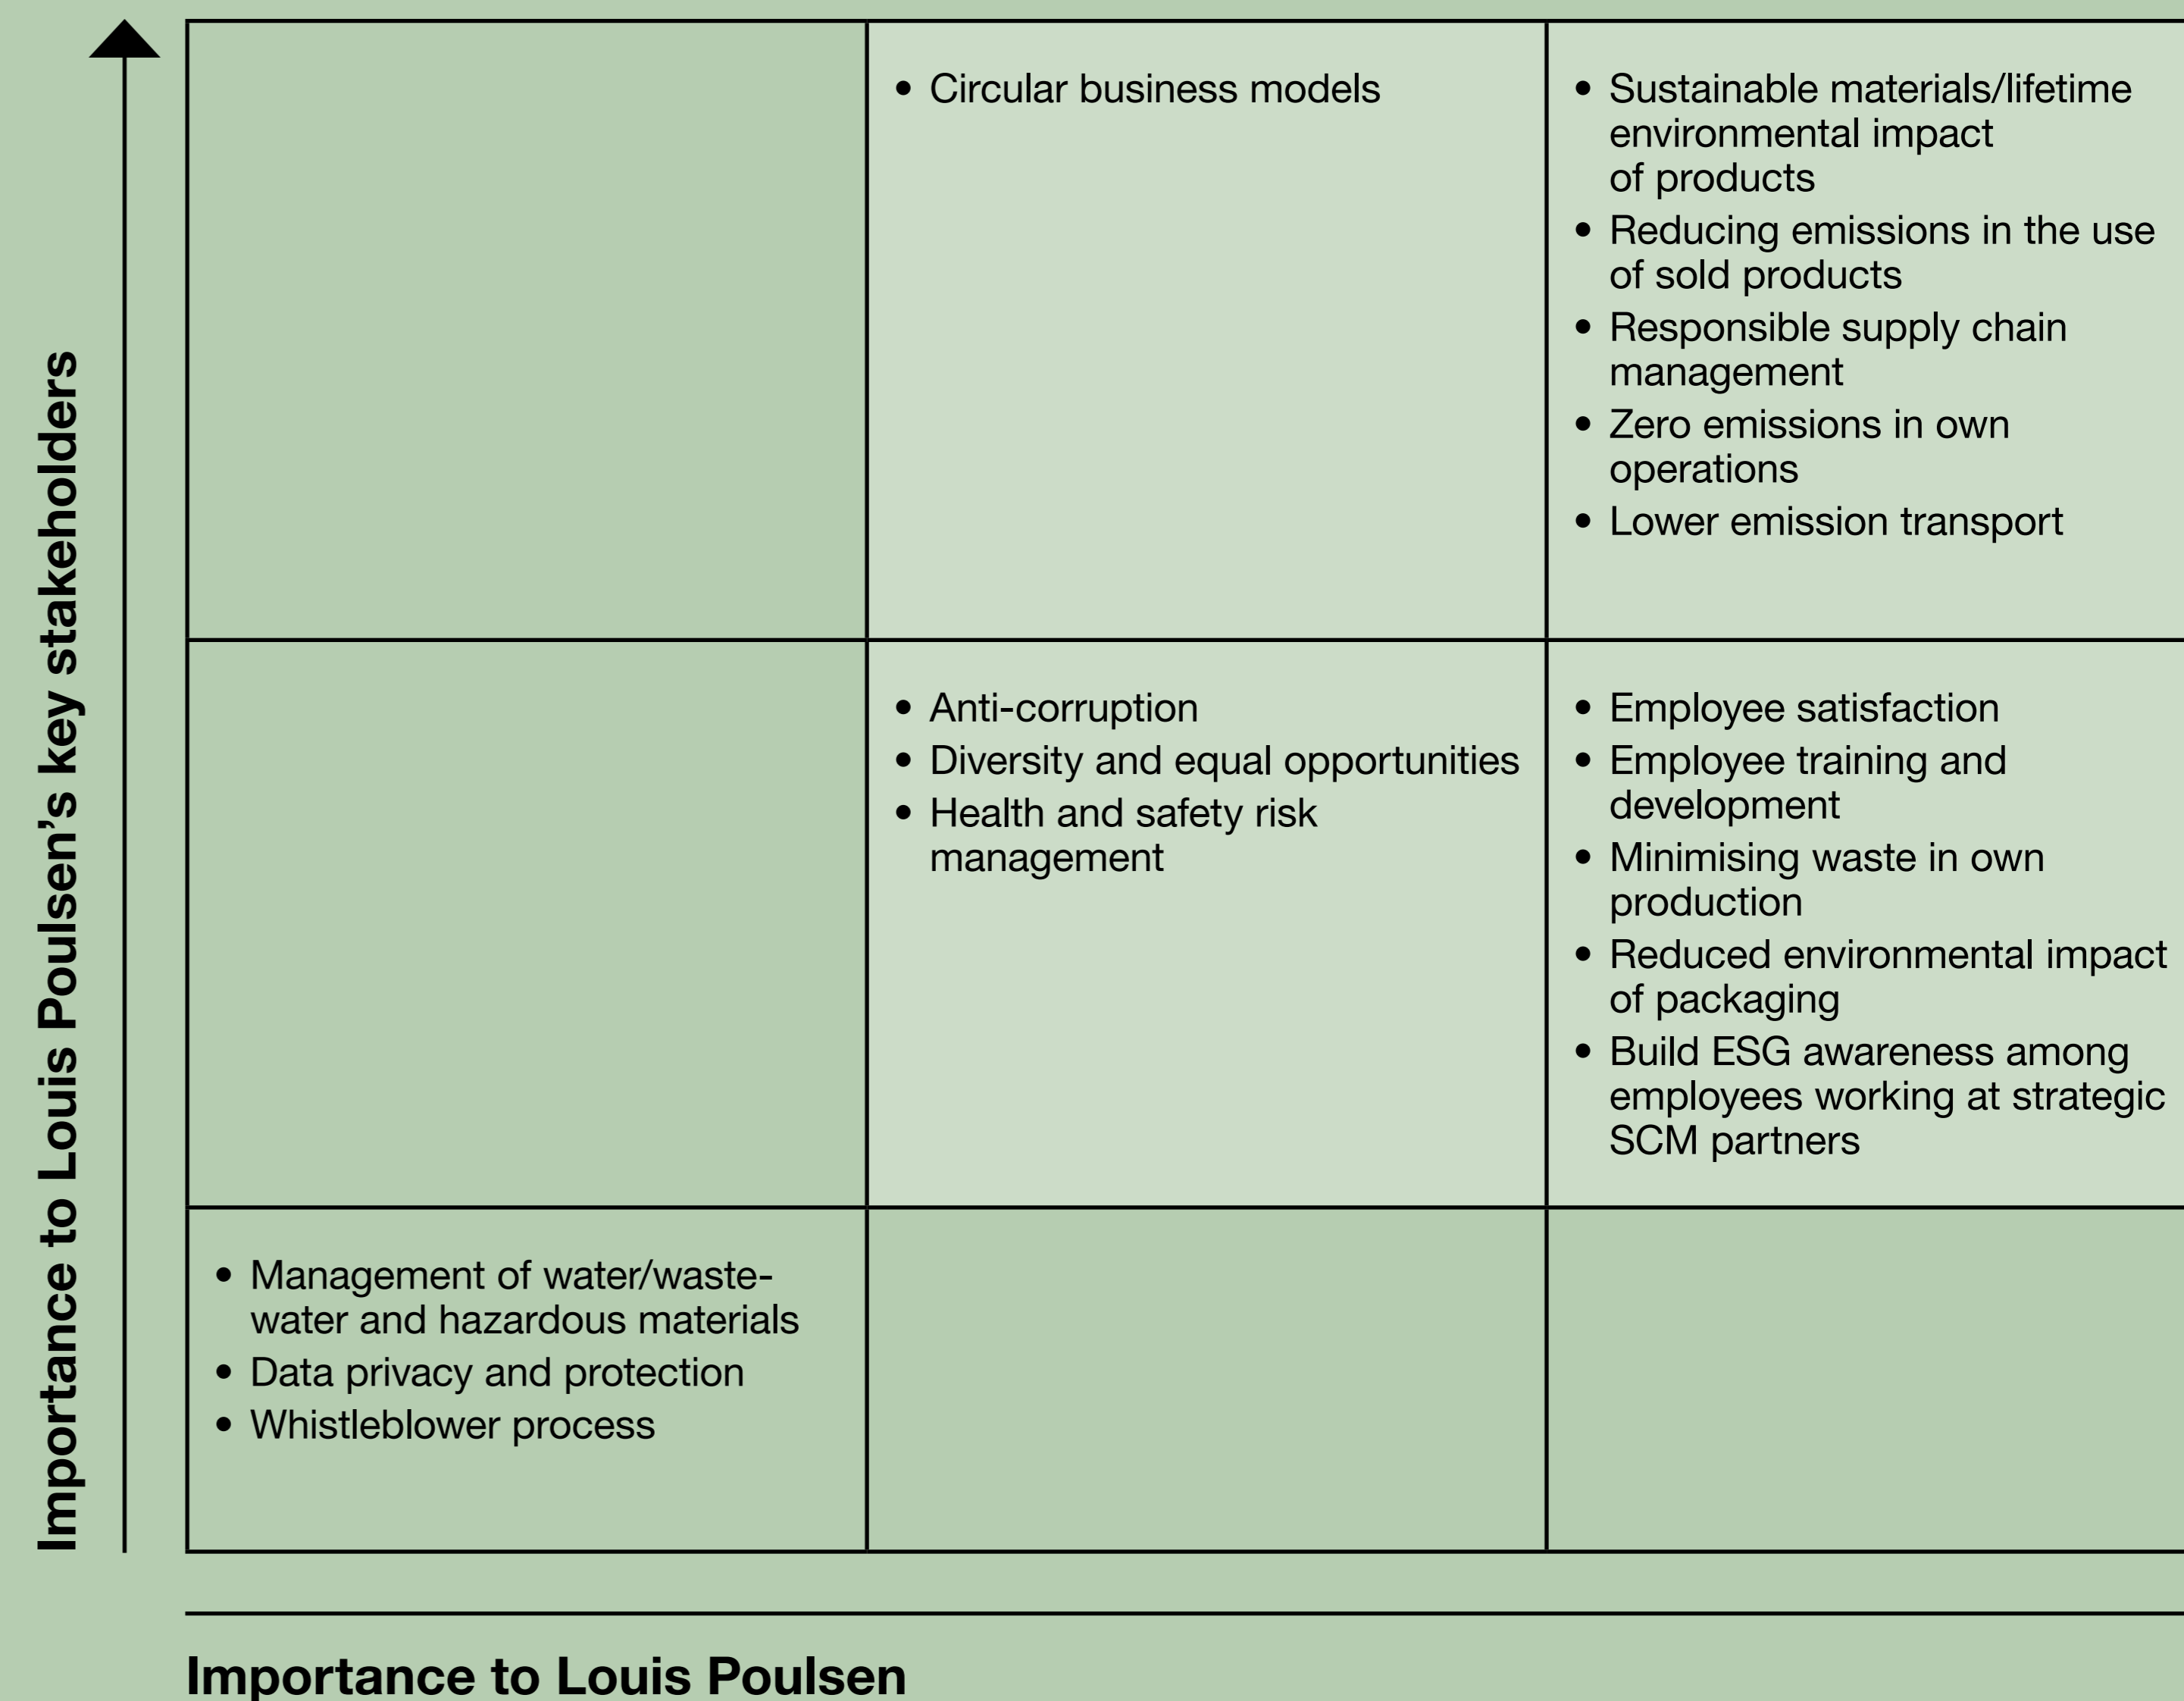 Importance to Louis Poulsen’s key stakeholders
• Circular business models
• Sustainable materials/lifetime
environmental impact
of products
• Reducing emissions in the use
of sold products
• Responsible supply chain
management
• Zero emissions in own
operations
• Lower emission transport
• Anti-corruption
• Diversity and equal opportunities
• Health and safety risk
management
• Employee satisfaction
• Employee training and
development
• Minimising waste in own
production
• Reduced environmental impact
of packaging
• Build ESG awareness among
employees working at strategic
SCM partners
• Management of water/waste-
water and hazardous materials
• Data privacy and protection
• Whistleblower process
Importance to Louis Poulsen